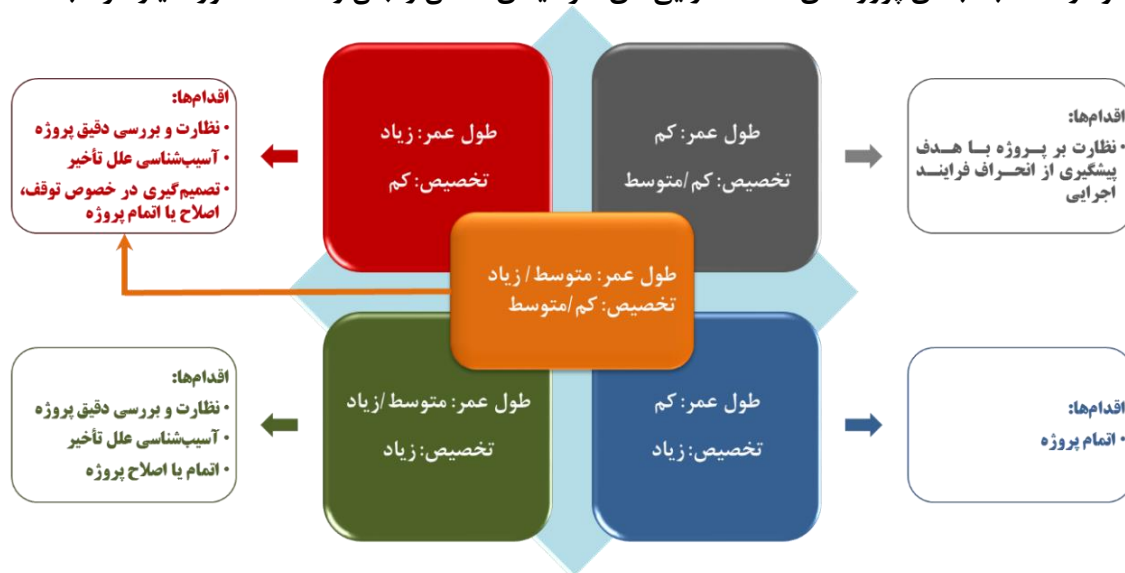 اقدام‌ها:
• نظارت بر پروژه با هدف
پیشگیری از انحراف فرایند
اجرایی
طول عمر: کم
تخصیص: کم/متوسط
طول عمر: زیاد
تخصیص: کم
اقدام‌ها:
• نظارت و بررسی دقیق پروژه
• آسیب‌شناسی علل تأخیر
• تصمیم‌گیری در خصوص توقف،
اصلاح یا اتمام پروژه
طول عمر: متوسط/ زیاد
تخصیص: کم/متوسط
اقدام‌ها:
• اتمام پروژه
طول عمر: کم
تخصیص: زیاد
طول عمر: متوسط/زیاد
تخصیص: زیاد
اقدام‌ها:
• نظارت و بررسی دقیق پروژه
• آسیب‌شناسی علل تأخیر
• اتمام یا اصلاح پروژه